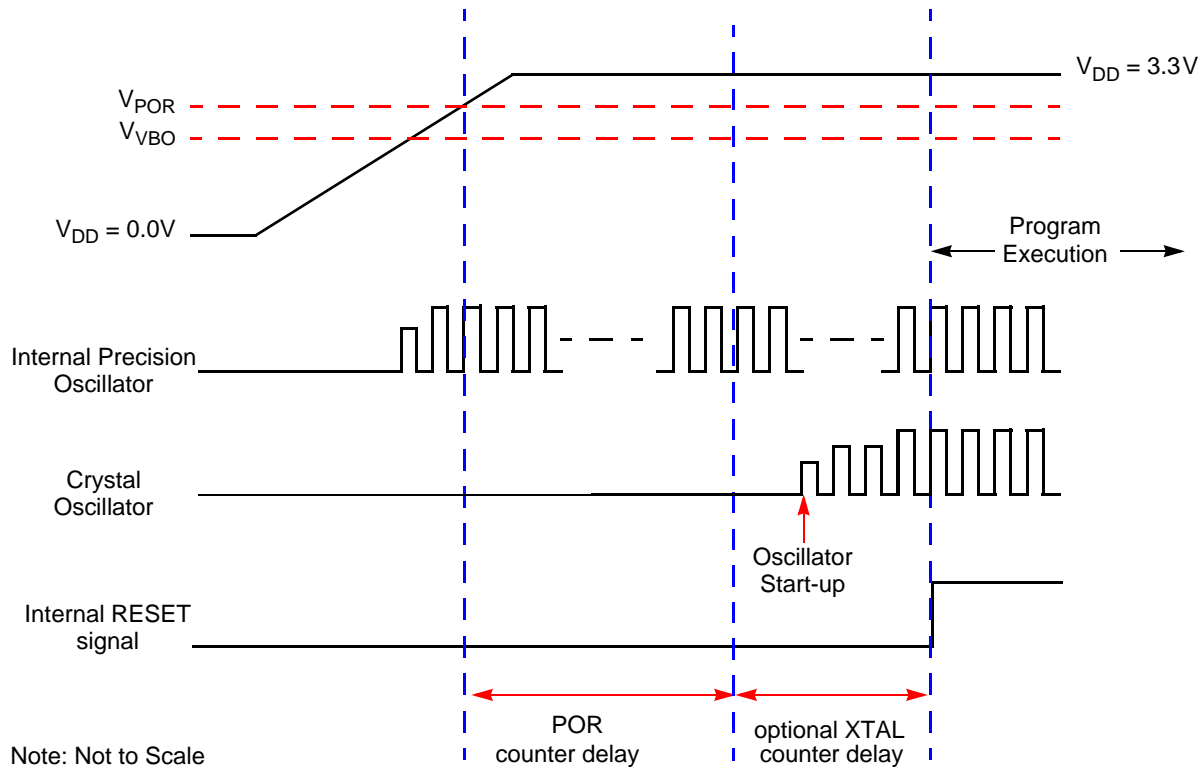 V_DD = 3.3V
V_POR
V_VBO
V_DD = 0.0V
Program
Execution
Internal Precision
Oscillator
Crystal
Oscillator
Oscillator
Start-up
Internal RESET
signal
POR
counter delay
optional XTAL
counter delay
Note: Not to Scale